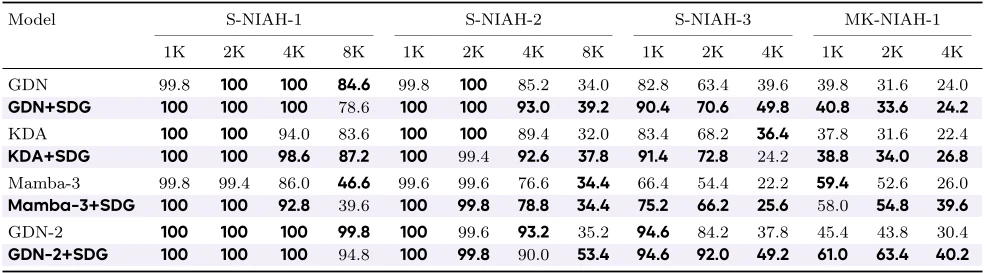 Model S-NIAH-1 S-NIAH-2 S-NIAH-3 MK-NIAH-1
1K 2K 4K 8K 1K 2K 4K 8K 1K 2K 4K 1K 2K 4K
GDN 99.8 100 100 84.6 99.8 100 85.2 34.0 82.8 63.4 39.6 39.8 31.6 24.0
GDN+SDG 100 100 100 78.6 100 100 93.0 39.2 90.4 70.6 49.8 40.8 33.6 24.2
KDA 100 100 94.0 83.6 100 100 89.4 32.0 83.4 68.2 36.4 37.8 31.6 22.4
KDA+SDG 100 100 98.6 87.2 100 99.4 92.6 37.8 91.4 72.8 24.2 38.8 34.0 26.8
Mamba-3 99.8 99.4 86.0 46.6 99.6 99.6 76.6 34.4 66.4 54.4 22.2 59.4 52.6 26.0
Mamba-3+SDG 100 100 92.8 39.6 100 99.8 78.8 34.4 75.2 66.2 25.6 58.0 54.8 39.6
GDN-2 100 100 100 99.8 100 99.6 93.2 35.2 94.6 84.2 37.8 45.4 43.8 30.4
GDN-2+SDG 100 100 100 94.8 100 99.8 90.0 53.4 94.6 92.0 49.2 61.0 63.4 40.2